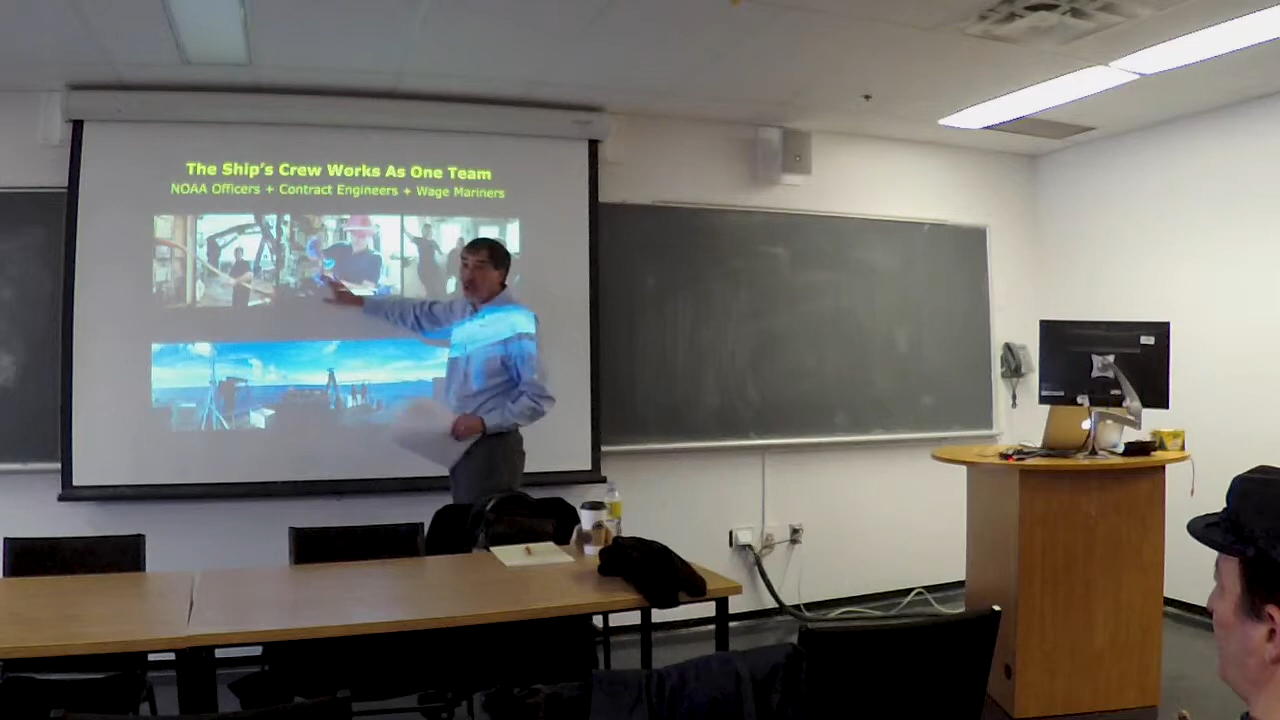 The Ship's Crew Works As One Team
NOAA Officers + Contract Engineers + Wage Mariners